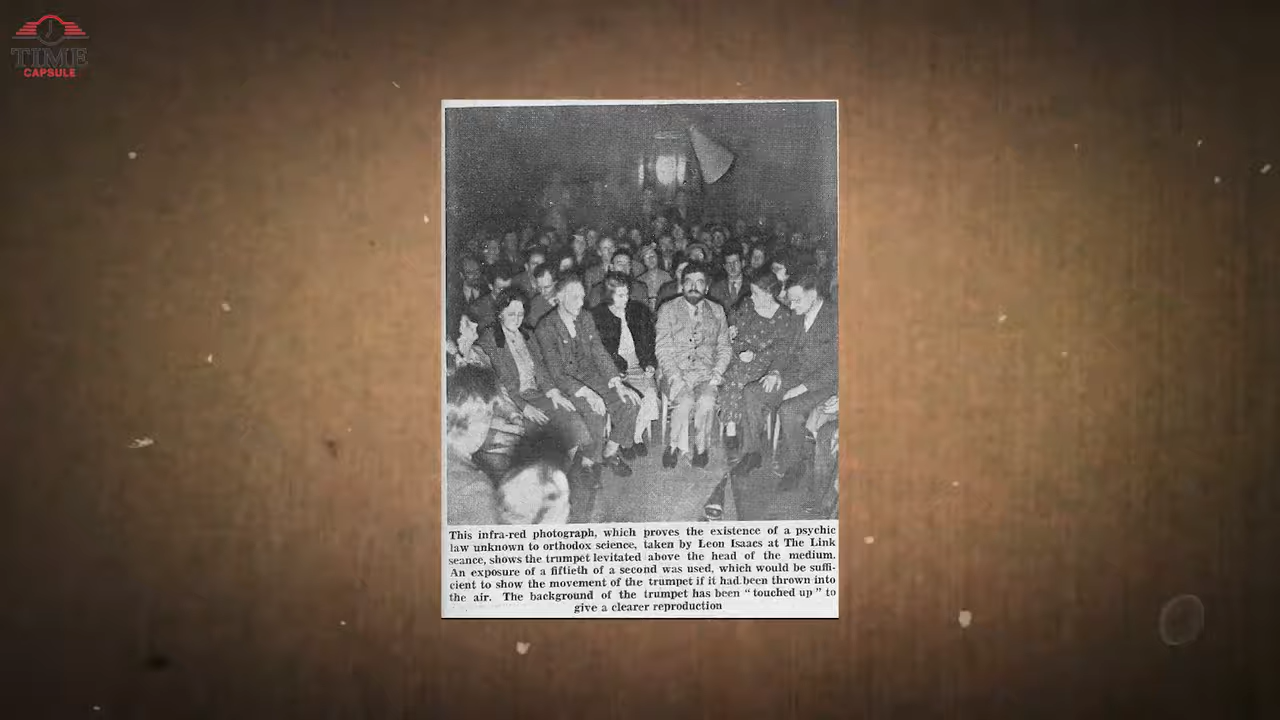 TIME
CAPSULE
This infra-red photograph, which proves the existence of a psychic
law unknown to orthodox science, taken by Leon Isaacs at The Link
seance, shows the trumpet levitated above the head of the medium.
An exposure of a fiftieth of a second was used, which would be suffi-
cient to show the movement of the trumpet if it had been thrown into
the air. The background of the trumpet has been "touched up" to
give a clearer reproduction